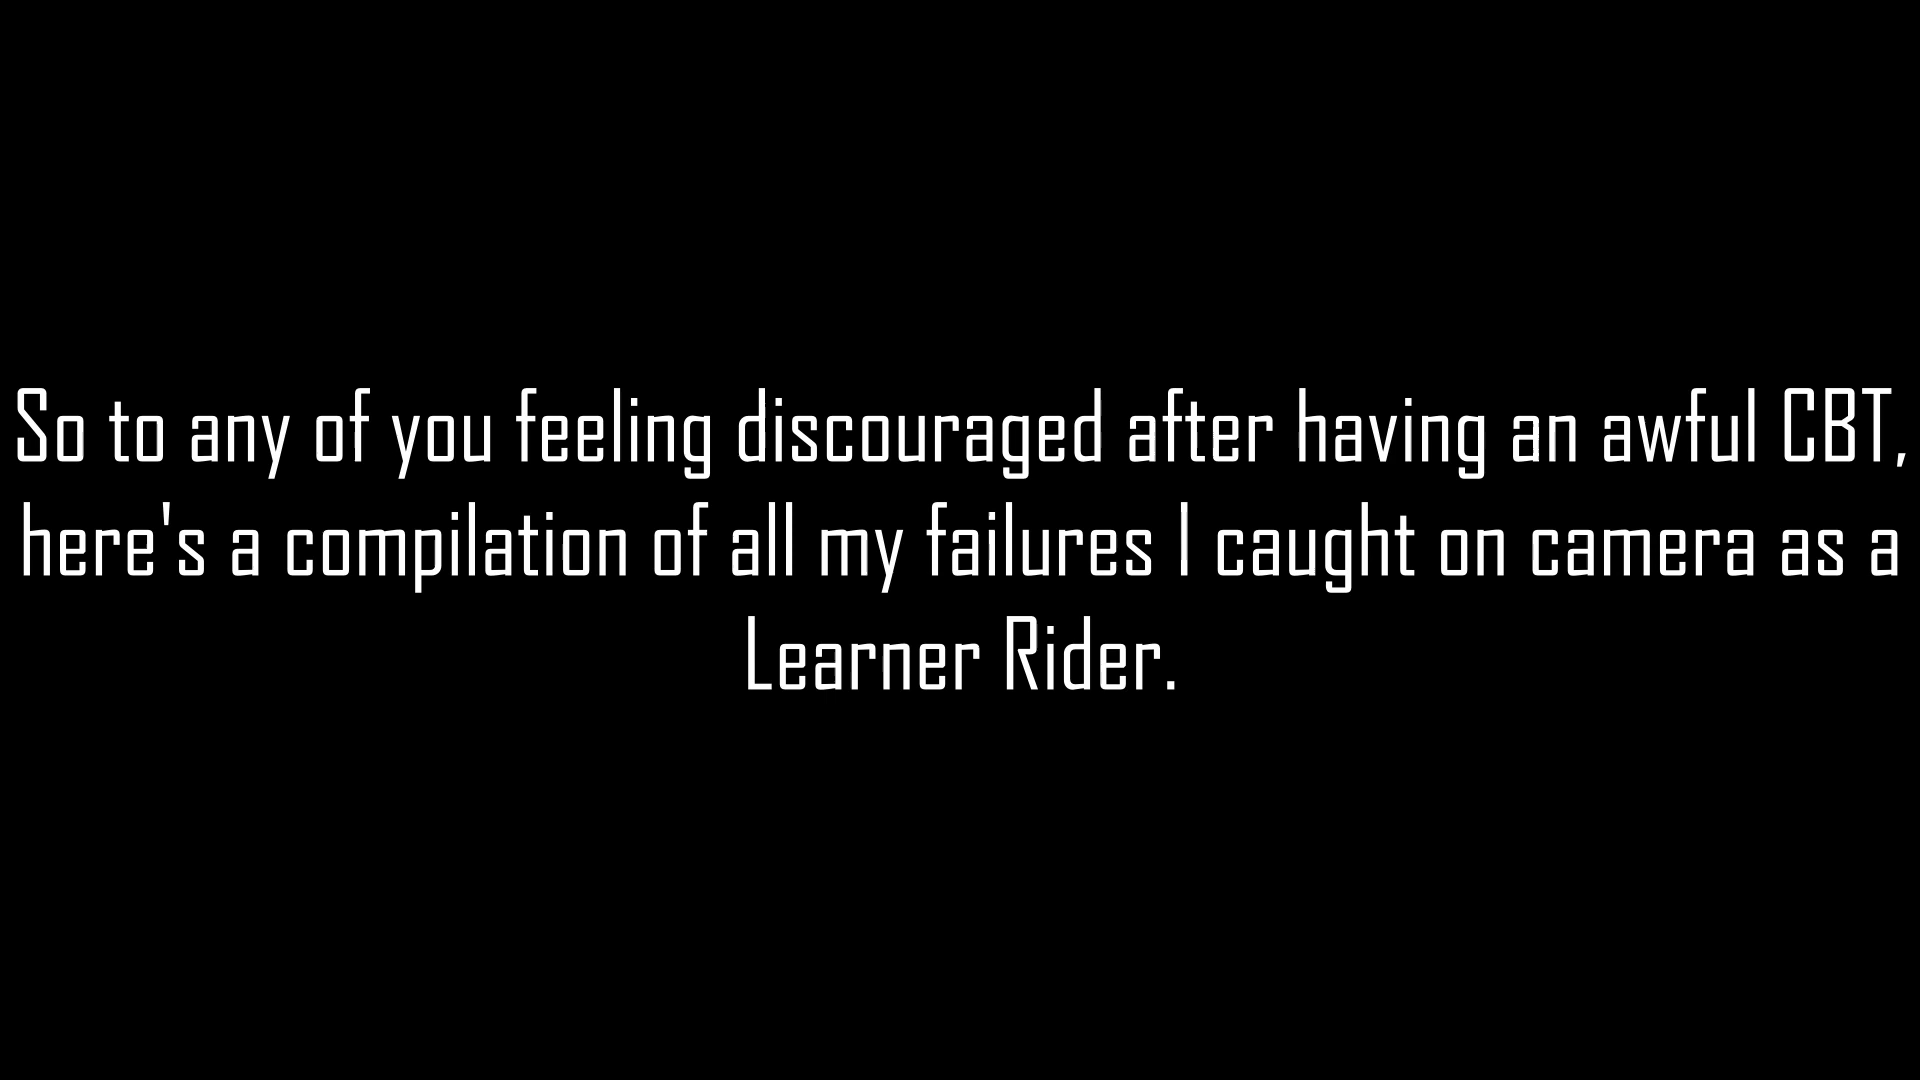 So to any of you feeling discouraged after having an awful CBT,
here's a compilation of all my failures I caught on camera as a
Learner Rider.